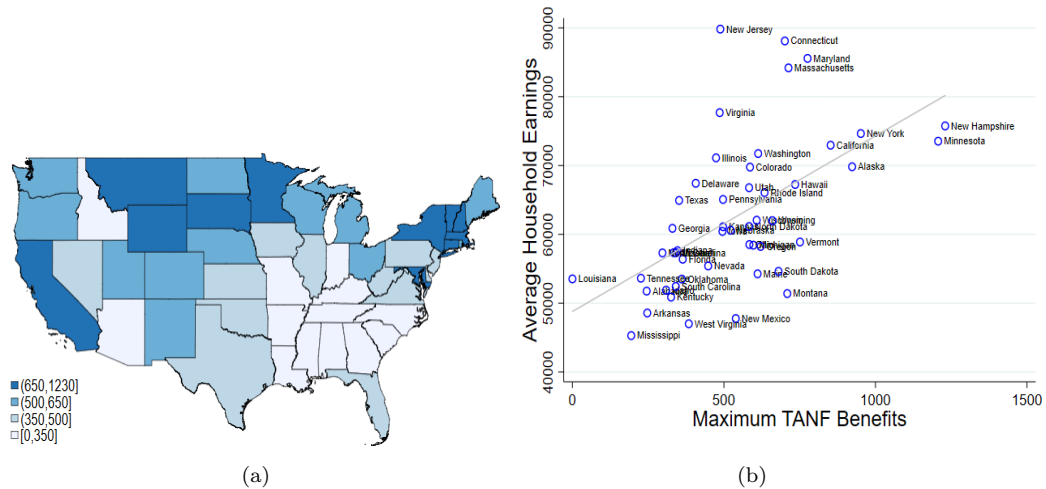 (650,1230]
(500,650]
(350,500]
[0,350]
(a)
Average Household Earnings
90000
80000
70000
60000
50000
40000
New Jersey
Connecticut
Maryland
Massachusetts
Virginia
New Hampshire
New York
Minnesota
California
Washington
Illinois
Colorado
Alaska
Delaware
Hawaii
Utah
Rhode Island
Texas
Pennsylvania
Wyoming
Georgia
North Dakota
Vermont
Michigan
Oregon
Indiana
Florida
Nevada
South Dakota
Maine
Louisiana
Tennessee
Oklahoma
South Carolina
Alabama
Montana
Kentucky
Arkansas
New Mexico
West Virginia
Mississippi
0
500
1000
1500
Maximum TANF Benefits
(b)